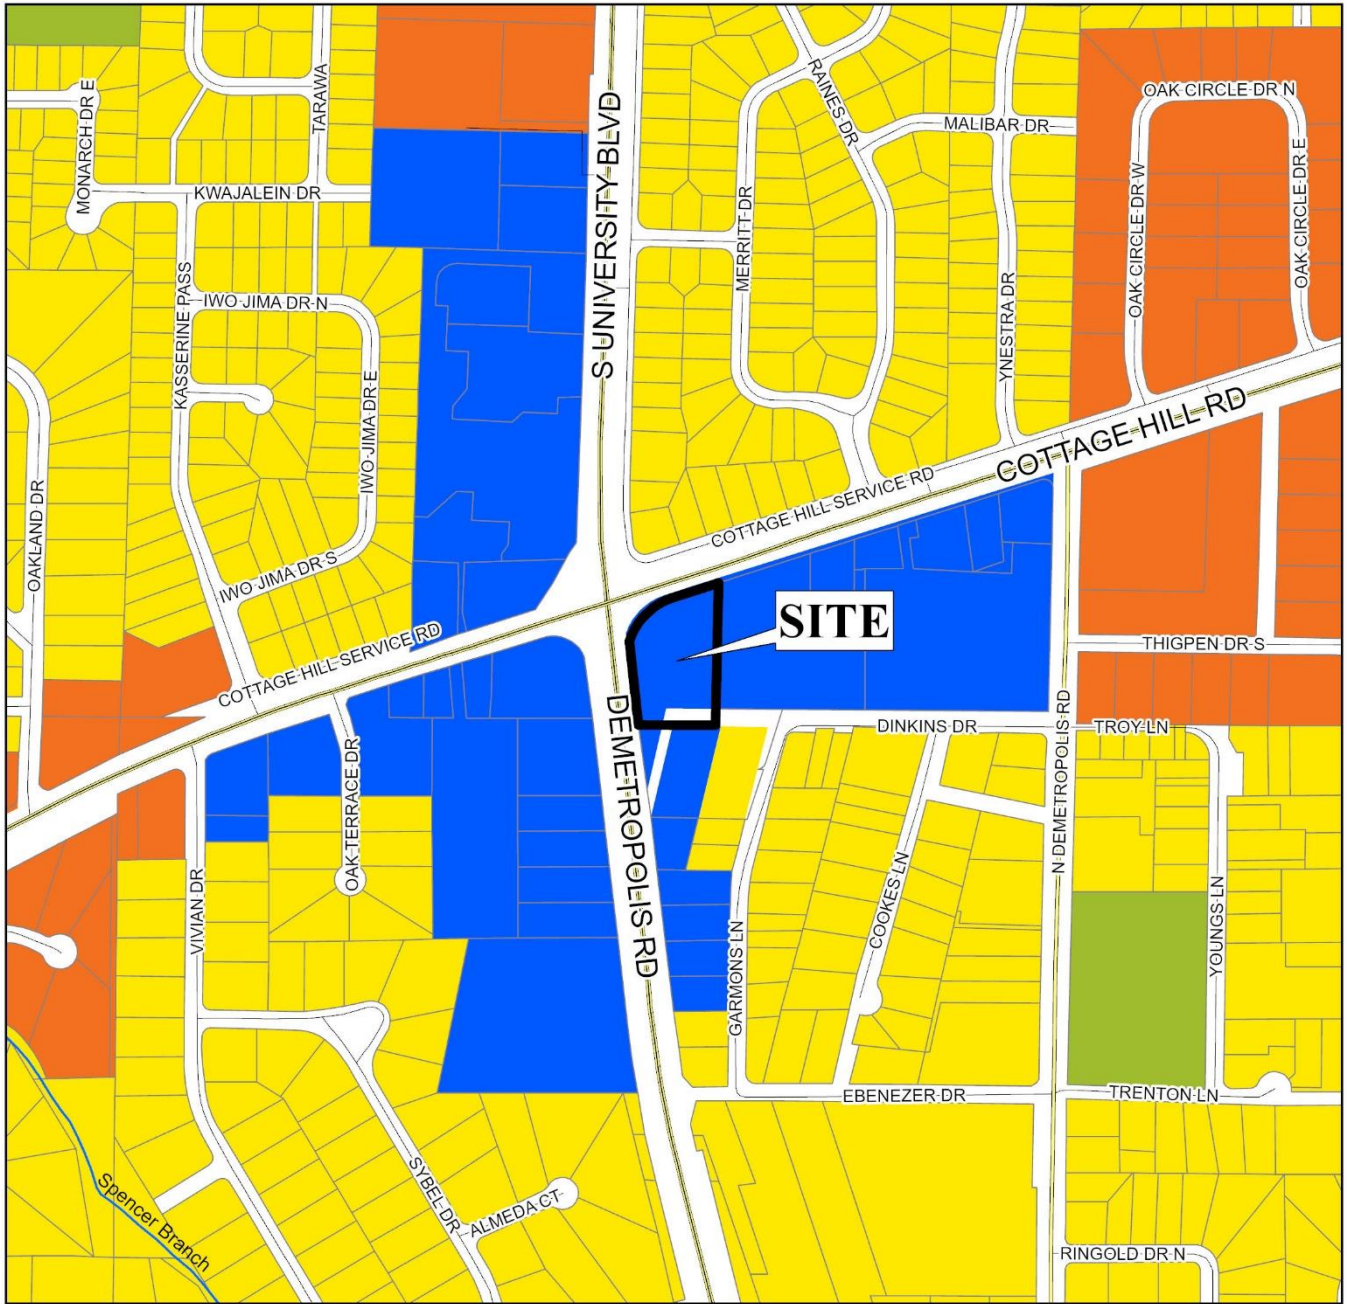 TARAWA
MONARCH DR E
KWAJALEIN DR
KASSERINE PASS
IWO JIMA DR N
IWO JIMA DR E
IWO JIMA DR S
OAKLAND DR
S UNIVERSITY BLVD
MERRITT DR
RAINES DR
MALIBAR DR
YNESTRA DR
OAK CIRCLE DR N
OAK CIRCLE DR W
OAK CIRCLE DR E
COTTAGE HILL RD
COTTAGE HILL SERVICE RD
COTTAGE HILL SERVICE RD
SITE
THIGPEN DR S
DEMETROPOLIS RD
DINKINS DR
TROY LN
N DEMETROPOLIS RD
OAK TERRACE DR
VIVIAN DR
COOKES LN
GARMONS LN
YOUNGS LN
EBENEZER DR
TRENTON LN
SYBEL DR
ALMEDA CT
Spencer Branch
RINGOLD DR N